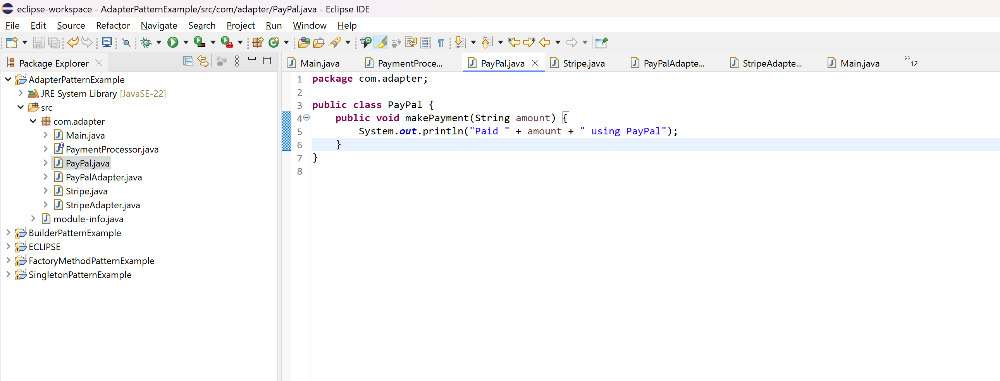 eclipse-workspace - AdapterPatternExample/src/com/adapter/PayPal.java - Eclipse IDE
File Edit Source Refactor Navigate Search Project Run Window Help
Package Explorer
AdapterPatternExample
JRE System Library [JavaSE-22]
src
com.adapter
Main.java
PaymentProcessor.java
PayPal.java
PayPalAdapter.java
Stripe.java
StripeAdapter.java
module-info.java
BuilderPatternExample
ECLIPSE
FactoryMethodPatternExample
SingletonPatternExample
Main.java PaymentProce... PayPal.java Stripe.java PayPalAdapte... StripeAdapte... Main.java »12
1 package com.adapter;
2
3 public class PayPal {
4 public void makePayment(String amount) {
5 System.out.println("Paid " + amount + " using PayPal");
6 }
7 }
8